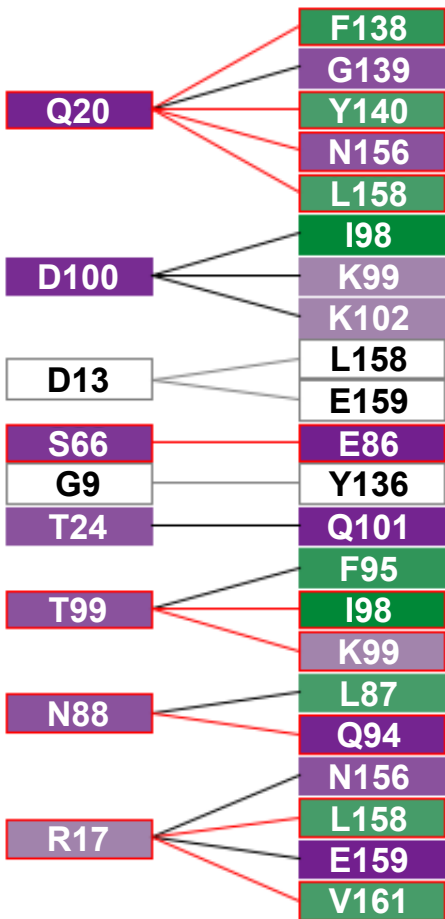 Q20
F138
G139
Y140
N156
L158
D100
I98
K99
K102
D13
L158
E159
S66
E86
G9
Y136
T24
Q101
T99
F95
I98
K99
N88
L87
Q94
R17
N156
L158
E159
V161